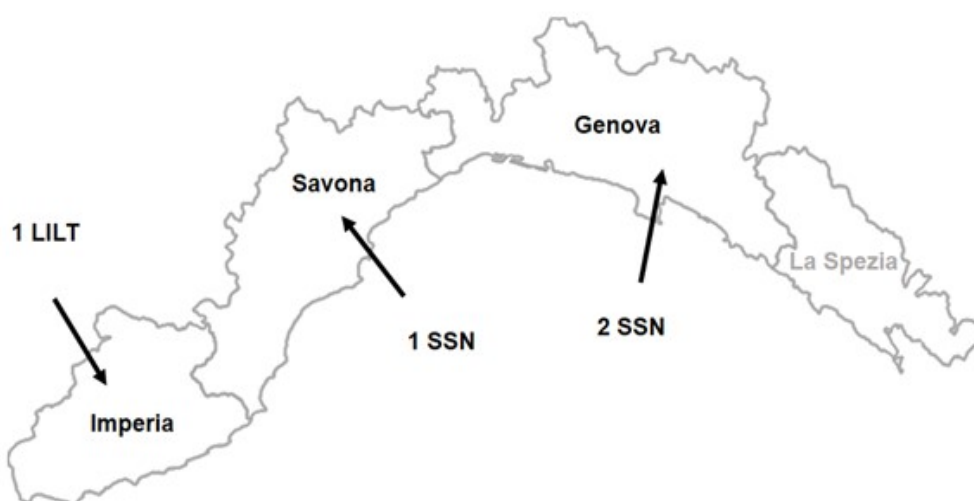 Genova
Savona
1 LILT
La Spezia
2 SSN
1 SSN
Imperia